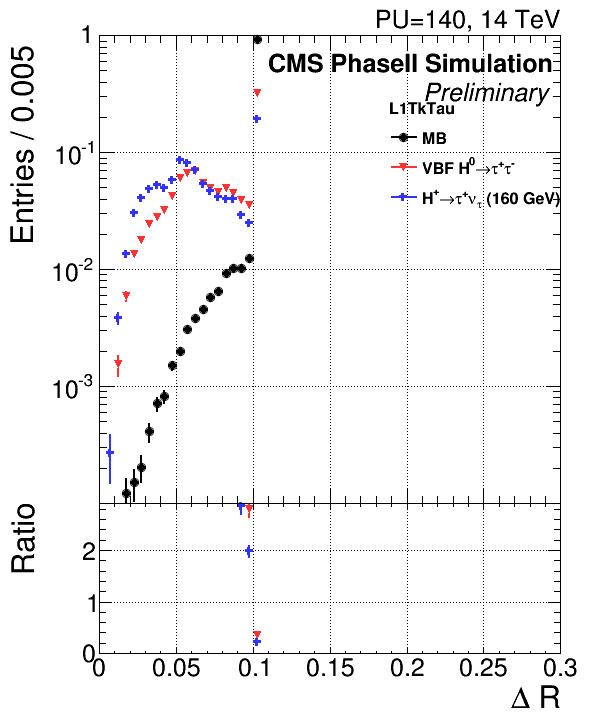 PU=140, 14 TeV
CMS PhaseII Simulation
Preliminary
L1TkTau
MB
VBF H⁰→τ⁺τ⁻
H⁺→τ⁺ν_τ (160 GeV)
Entries / 0.005
1
10⁻¹
10⁻²
10⁻³
Ratio
2
1
0
0 0.05 0.1 0.15 0.2 0.25 0.3
Δ R